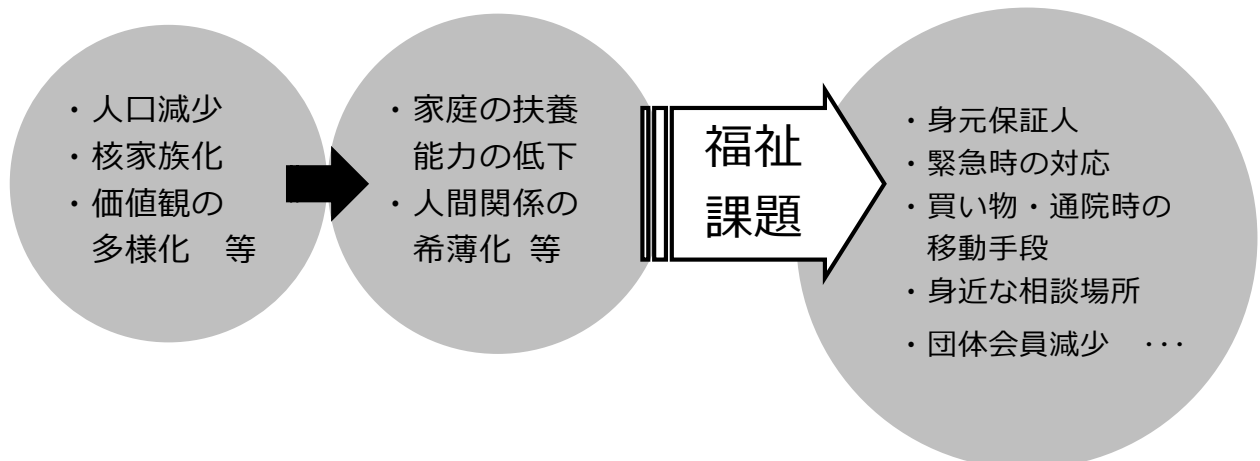 ・人口減少
・核家族化
・価値観の
多様化　等
・家庭の扶養
能力の低下
・人間関係の
希薄化 等
福祉
課題
・身元保証人
・緊急時の対応
・買い物・通院時の
移動手段
・身近な相談場所
・団体会員減少　･･･